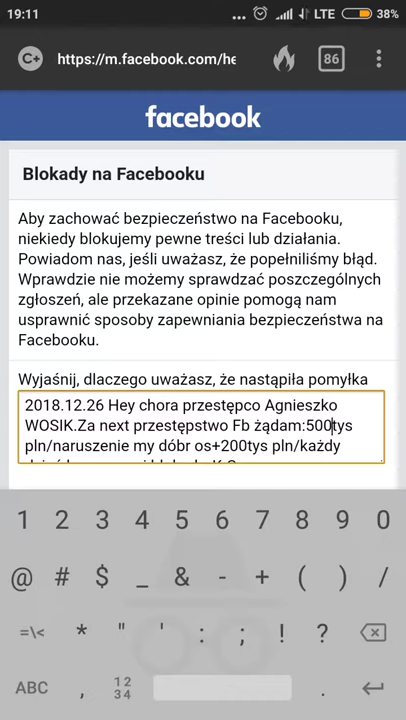 19:11
... LTE 38%
C+ https://m.facebook.com/he 86
facebook
Blokady na Facebooku
Aby zachować bezpieczeństwo na Facebooku,
niekiedy blokujemy pewne treści lub działania.
Powiadom nas, jeśli uważasz, że popełniliśmy błąd.
Wprawdzie nie możemy sprawdzać poszczególnych
zgłoszeń, ale przekazane opinie pomogą nam
usprawnić sposoby zapewniania bezpieczeństwa na
Facebooku.
Wyjaśnij, dlaczego uważasz, że nastąpiła pomyłka
2018.12.26 Hey chora przestępco Agnieszko
WOSIK.Za next przestępstwo Fb żądam:500tys
pln/naruszenie my dóbr os+200tys pln/każdy
1 2 3 4 5 6 7 8 9 0
@ # $ _ & - + ( ) /
=\< * " ' : ; ! ?
ABC , 12 34 .